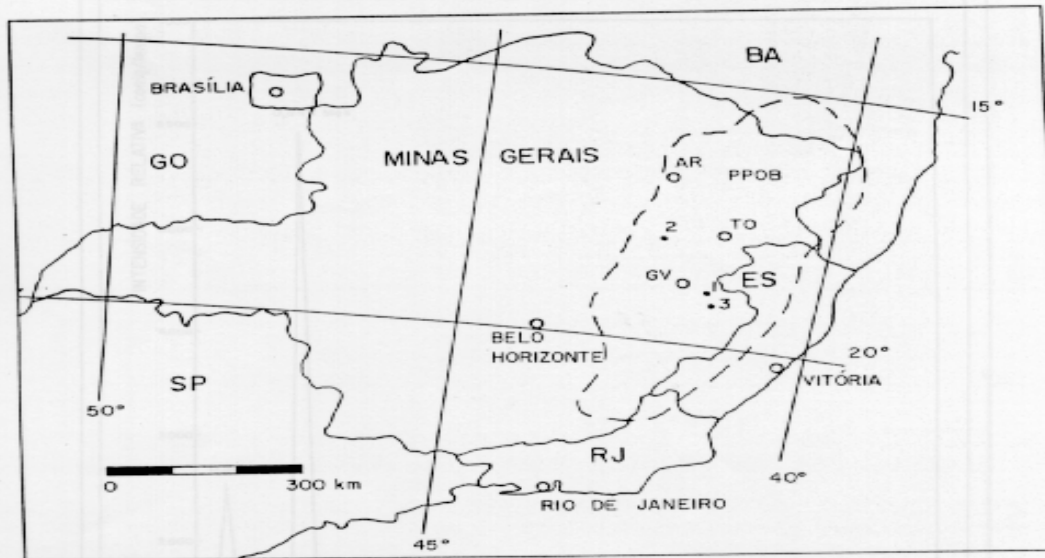 BA
BRASÍLIA
15°
GO
MINAS GERAIS
AR
PPOB
2
TO
GV
ES
1
3
BELO
HORIZONTE
20°
VITÓRIA
SP
50°
RJ
0
300 km
40°
RIO DE JANEIRO
45°